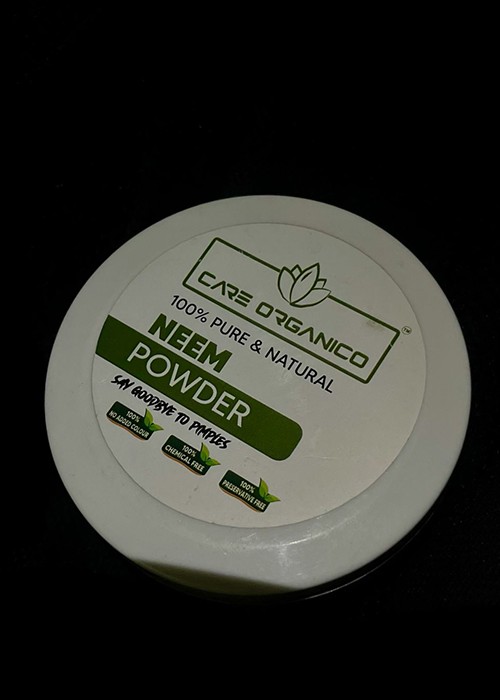 CARE ORGANICO
100% PURE & NATURAL
NEEM
POWDER
SAY GOODBYE TO PIMPLES
100%
NO ADDED COLOUR
100%
CHEMICAL FREE
100%
PRESERVATIVE FREE